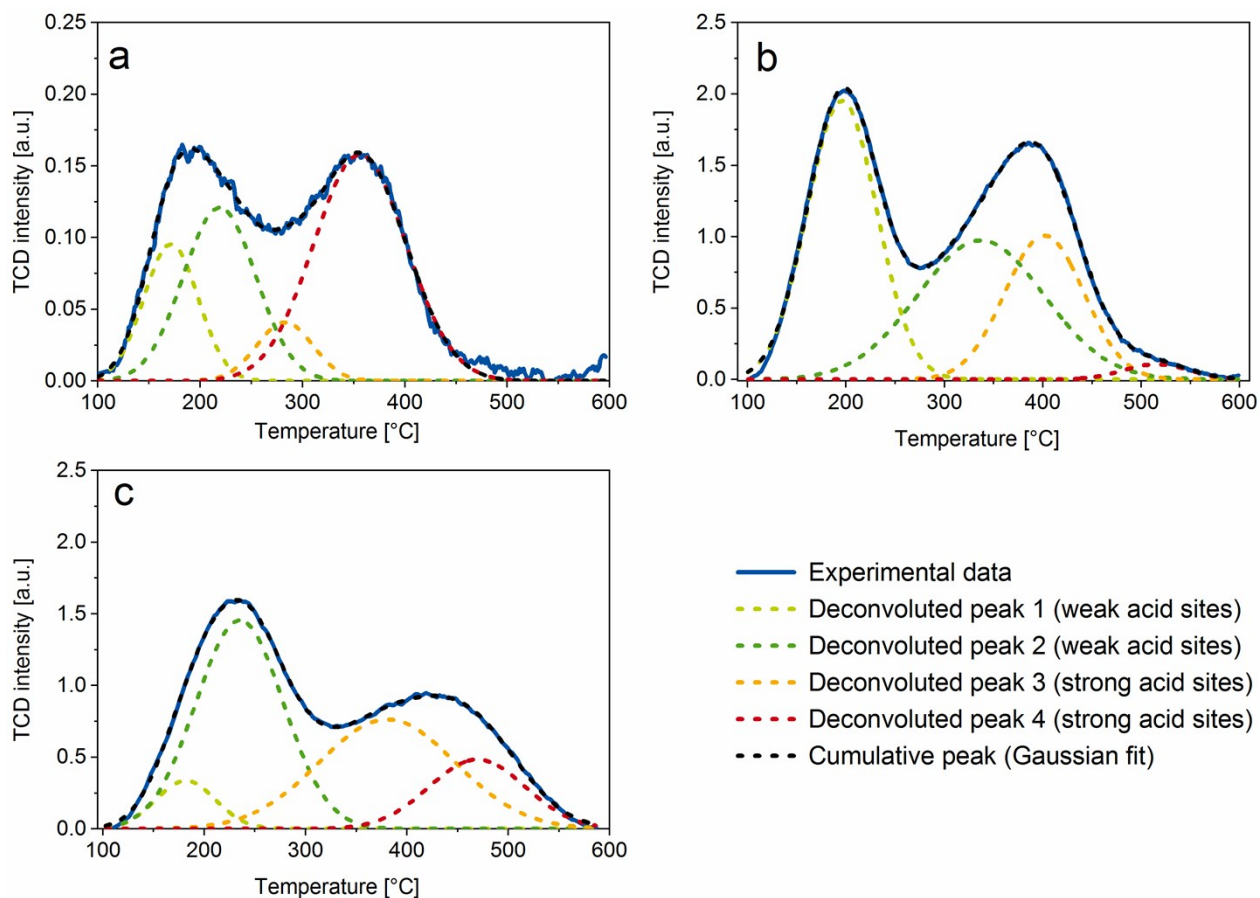 a
0.25
0.20
0.15
0.10
0.05
0.00
TCD intensity [a.u.]
100 200 300 400 500 600
Temperature [°C]
b
2.5
2.0
1.5
1.0
0.5
0.0
TCD intensity [a.u.]
100 200 300 400 500 600
Temperature [°C]
c
2.5
2.0
1.5
1.0
0.5
0.0
TCD intensity [a.u.]
100 200 300 400 500 600
Temperature [°C]
Experimental data
Deconvoluted peak 1 (weak acid sites)
Deconvoluted peak 2 (weak acid sites)
Deconvoluted peak 3 (strong acid sites)
Deconvoluted peak 4 (strong acid sites)
Cumulative peak (Gaussian fit)